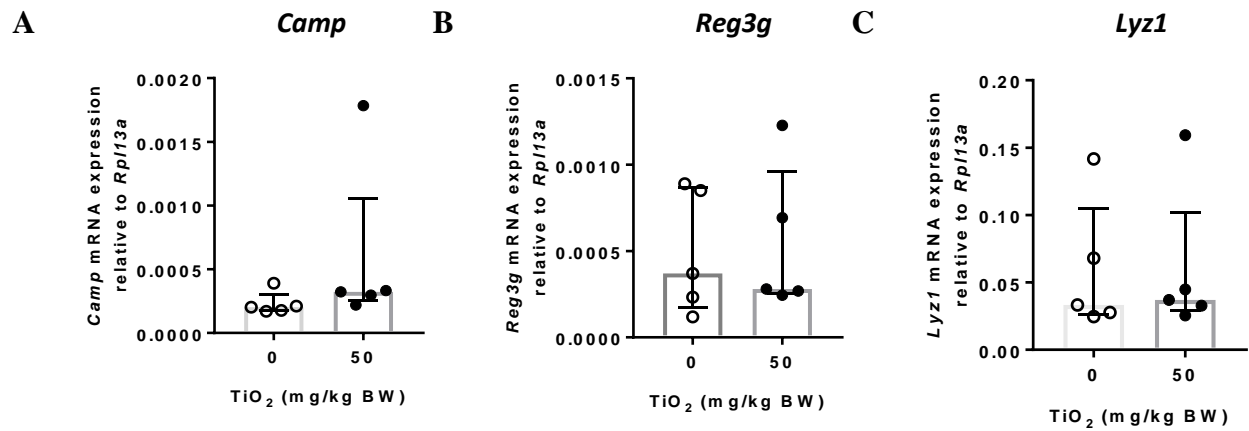 A
Camp
Camp mRNA expression
relative to Rpl13a
0.0020
0.0015
0.0010
0.0005
0.0000
0
50
TiO2 (mg/kg BW)
B
Reg3g
Reg3g mRNA expression
relative to Rpl13a
0.0015
0.0010
0.0005
0.0000
0
50
TiO2 (mg/kg BW)
C
Lyz1
Lyz1 mRNA expression
relative to Rpl13a
0.20
0.15
0.10
0.05
0.00
0
50
TiO2 (mg/kg BW)